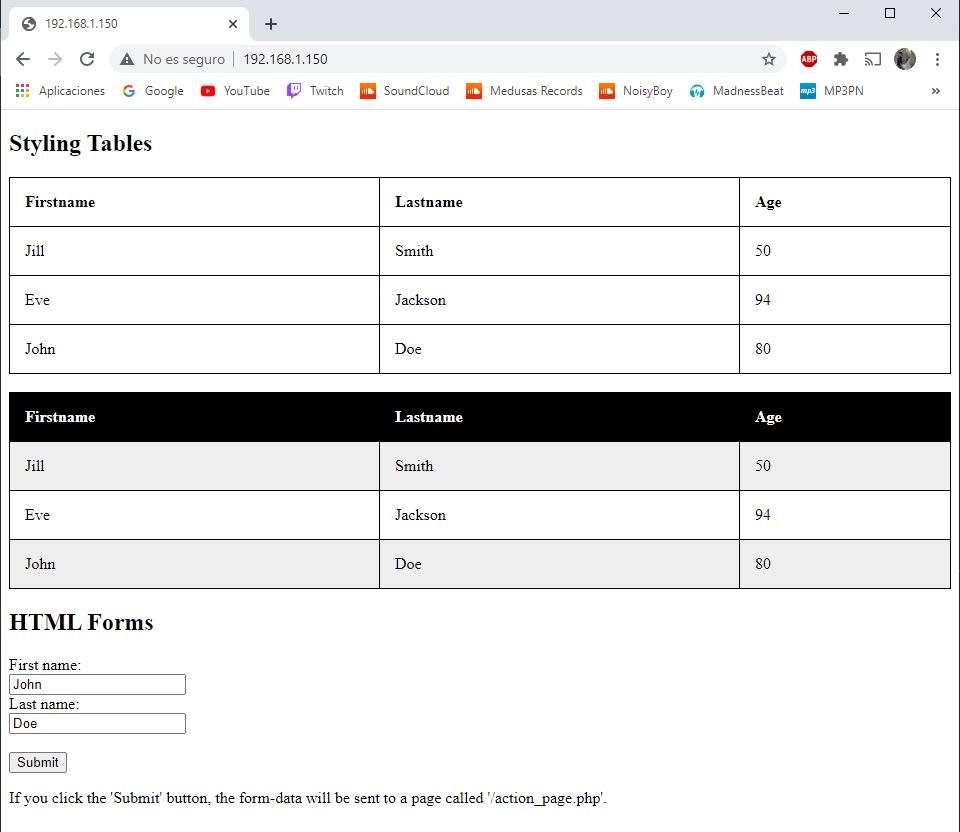 192.168.1.150
No es seguro 192.168.1.150
ABP
Aplicaciones Google YouTube Twitch SoundCloud Medusas Records NoisyBoy MadnessBeat mp3 MP3PN »
Styling Tables
Firstname Lastname Age
Jill Smith 50
Eve Jackson 94
John Doe 80
Firstname Lastname Age
Jill Smith 50
Eve Jackson 94
John Doe 80
HTML Forms
First name:
John
Last name:
Doe
Submit
If you click the 'Submit' button, the form-data will be sent to a page called '/action_page.php'.